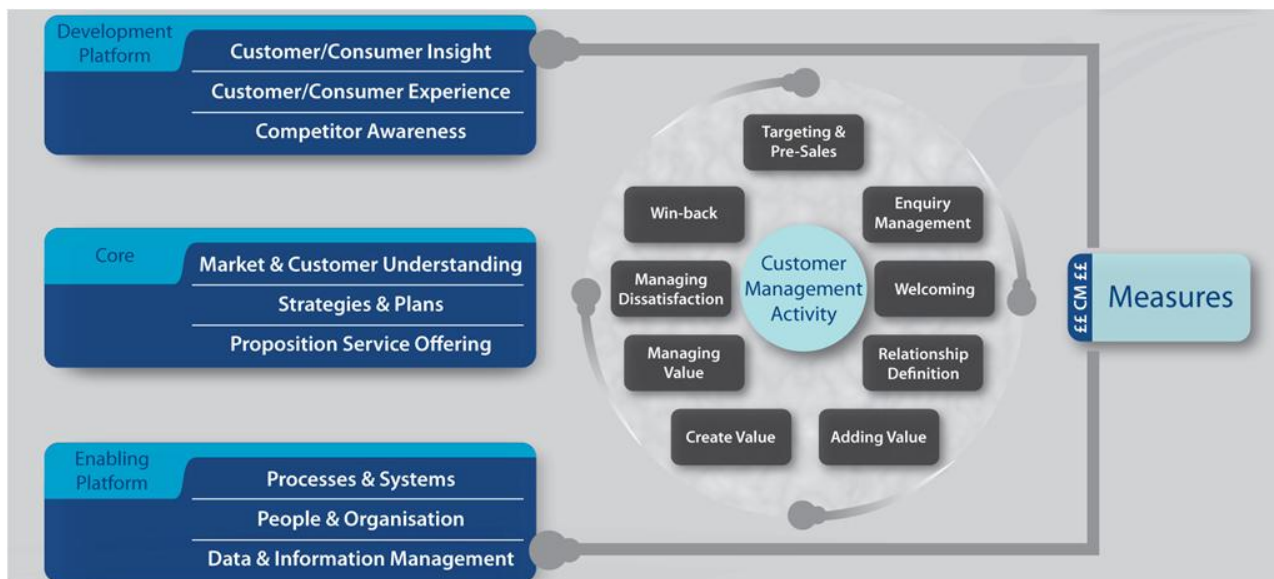 Development
Platform
Customer/Consumer Insight
Customer/Consumer Experience
Competitor Awareness
Core
Market & Customer Understanding
Strategies & Plans
Proposition Service Offering
Enabling
Platform
Processes & Systems
People & Organisation
Data & Information Management
Targeting &
Pre-Sales
Enquiry
Management
Welcoming
Relationship
Definition
Adding Value
Create Value
Managing
Value
Managing
Dissatisfaction
Win-back
Customer
Management
Activity
££ CM ££
Measures